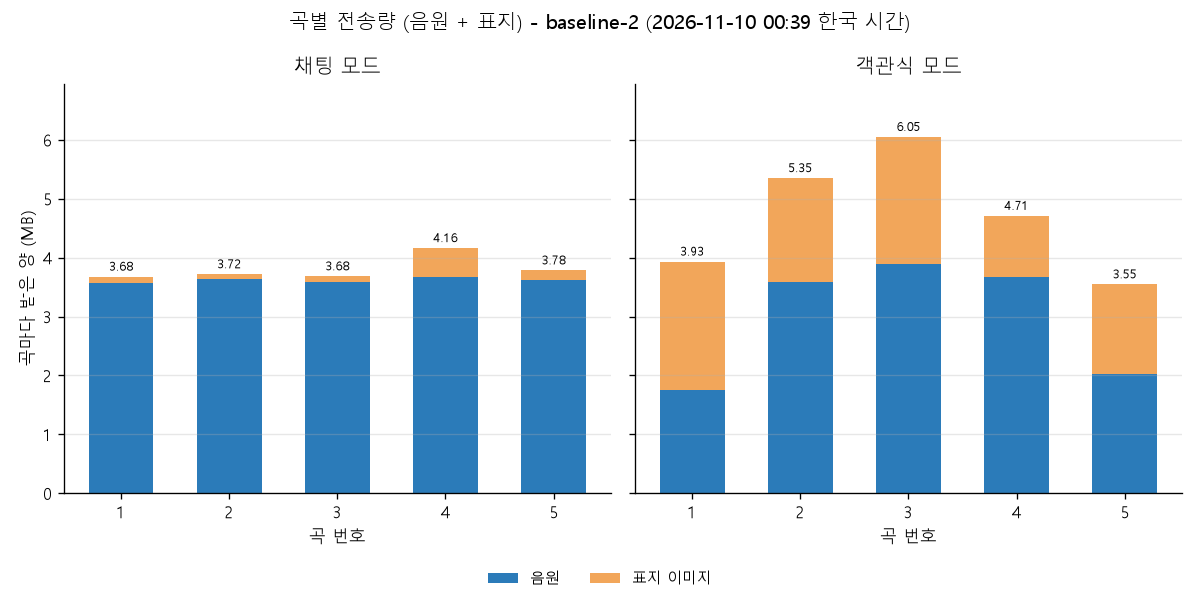 곡별 전송량 (음원 + 표지) - baseline-2 (2026-11-10 00:39 한국 시간)
채팅 모드
객관식 모드
곡마다 받은 양 (MB)
0
1
2
3
4
5
6
3.68
3.72
3.68
4.16
3.78
3.93
5.35
6.05
4.71
3.55
1 2 3 4 5
1 2 3 4 5
곡 번호
곡 번호
음원
표지 이미지